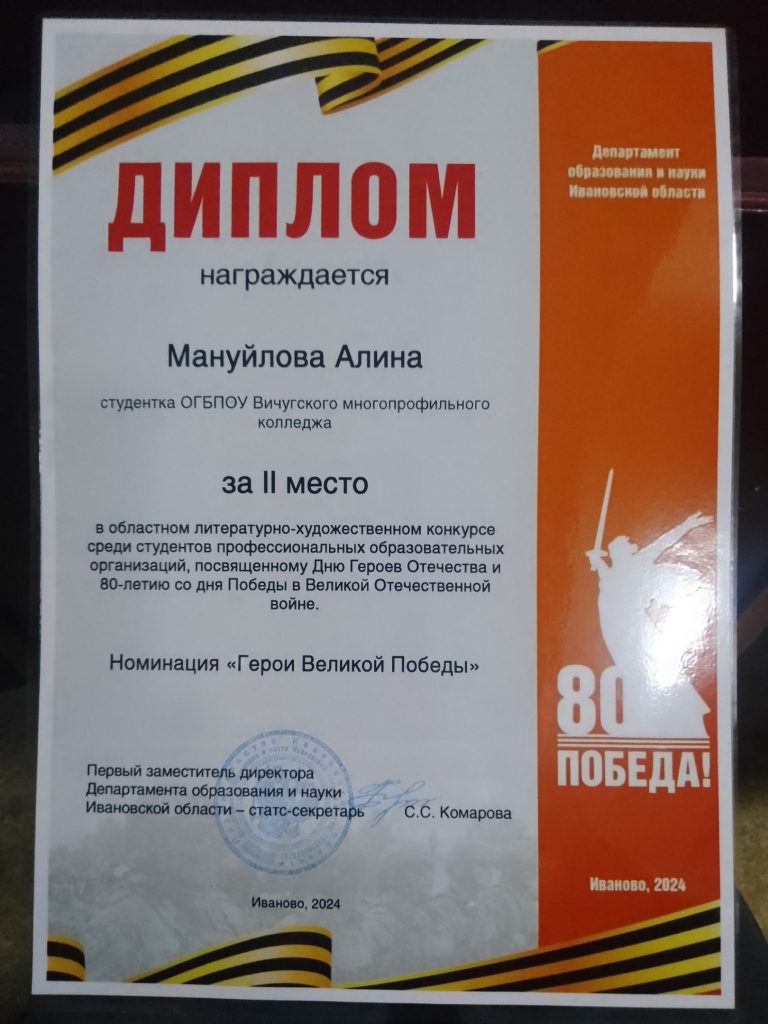 ДИПЛОМ
награждается
Мануйлова Алина
студентка ОГБПОУ Вичугского многопрофильного
колледжа
за II место
в областном литературно-художественном конкурсе
среди студентов профессиональных образовательных
организаций, посвященному Дню Героев Отечества и
80-летию со дня Победы в Великой Отечественной
войне.
Номинация «Герои Великой Победы»
Первый заместитель директора
Департамента образования и науки
Ивановской области – статс-секретарь
С.С. Комарова
Иваново, 2024
Департамент
образования и науки
Ивановской области
80
ПОБЕДА!
Иваново, 2024